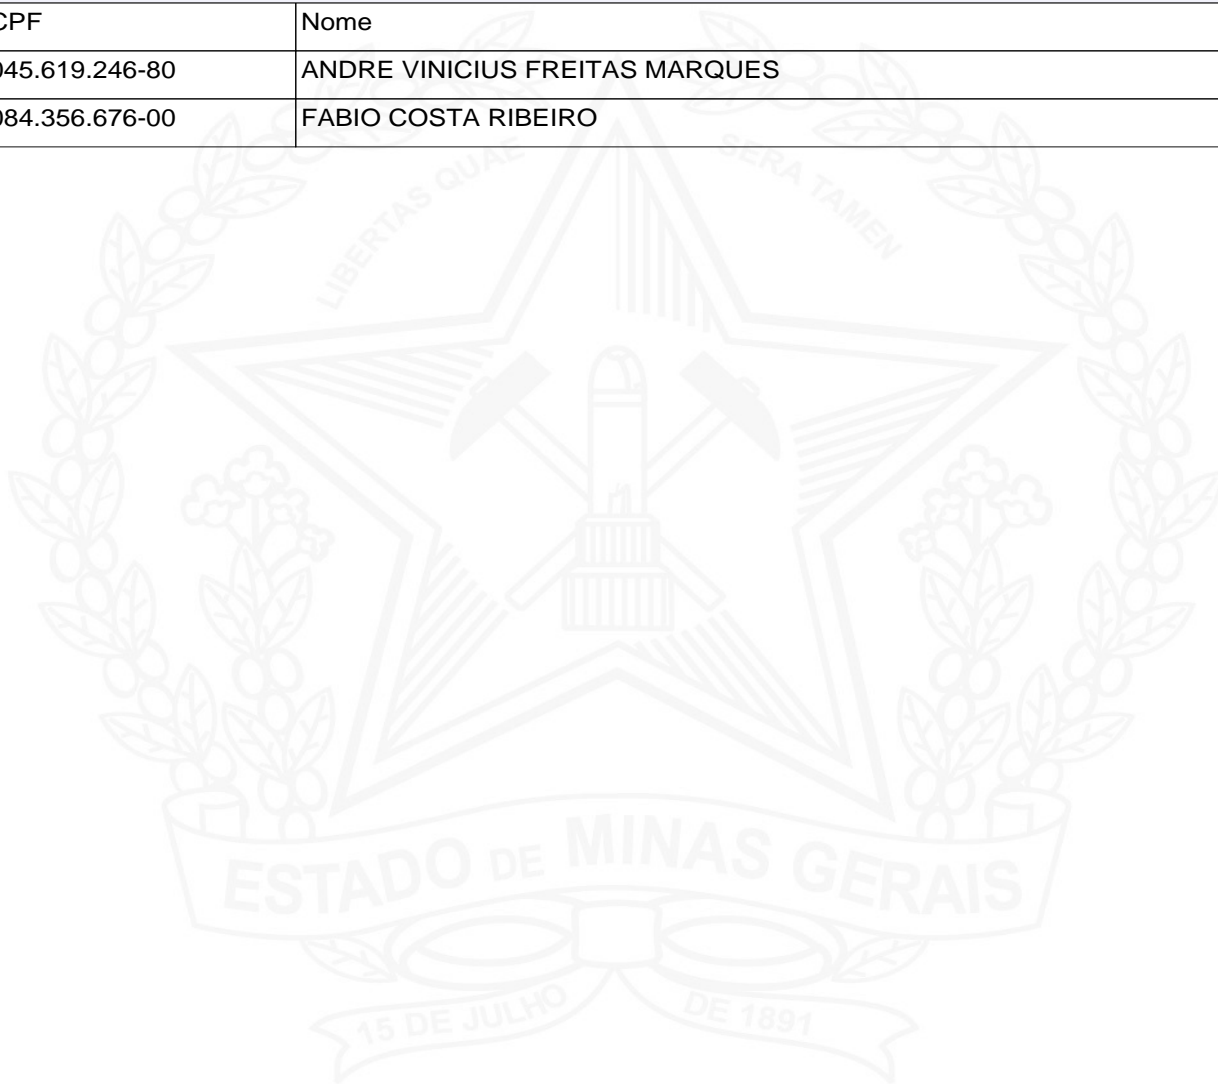 CPF Nome
045.619.246-80 ANDRE VINICIUS FREITAS MARQUES
084.356.676-00 FABIO COSTA RIBEIRO
LIBERTAS QUAE SERA TAMEN
ESTADO DE MINAS GERAIS
15 DE JULHO DE 1891